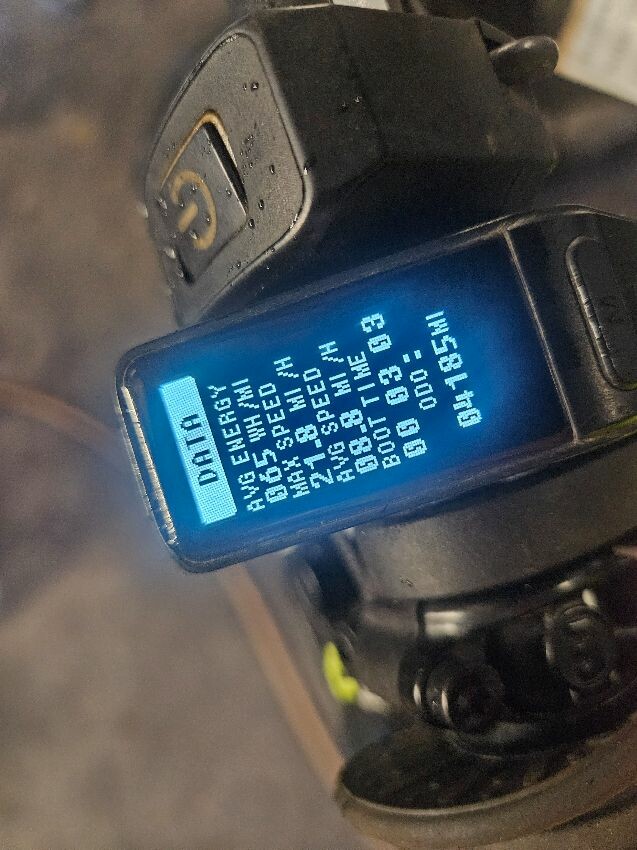 DATA
AVG ENERGY
065 WH/MI
MAX SPEED
21.8 MI /H
AVG SPEED
08.8 MI /H
BOOT TIME
00 03 03
ODO:
04185MI